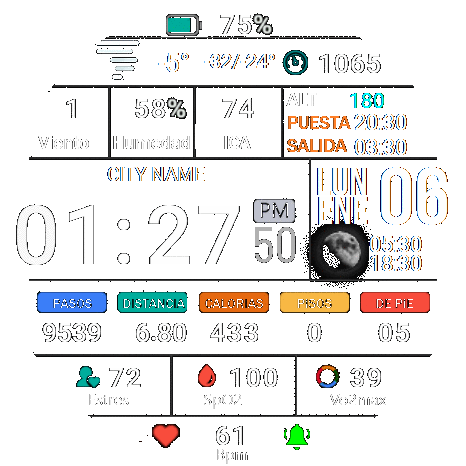 75%
-5° -32/-24° 1065
1 58% 74 ALT 180
Viento Humedad ICA PUESTA 20:30
SALIDA 03:30
CITY NAME LUN 06
ENE
01:27 PM 50 05:30
18:30
PASOS DISTANCIA CALORIAS PISOS DE PIE
9539 6.80 433 0 05
72 100 39
Estres SpO2 Vo2max
61
Bpm